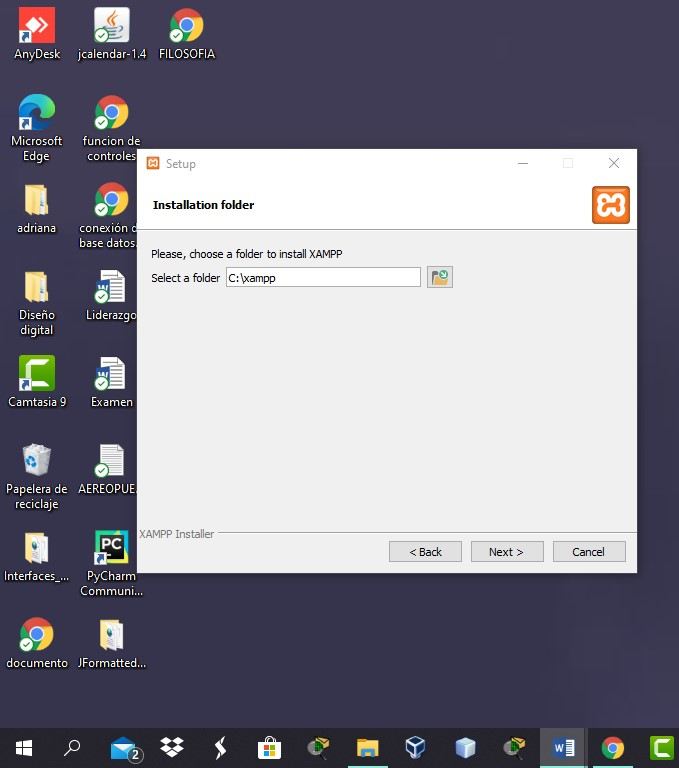 AnyDesk
jcalendar-1.4
FILOSOFIA
Microsoft
Edge
funcion de
controles
adriana
conexión d
base datos.
Diseño
digital
Liderazgo
Camtasia 9
Examen
Papelera de
reciclaje
AEREOPUE
Interfaces_...
PC
PyCharm
Communi...
documento
JFormatted...
Setup
Installation folder
Please, choose a folder to install XAMPP
Select a folder
C:\xampp
XAMPP Installer
< Back
Next >
Cancel
2
W